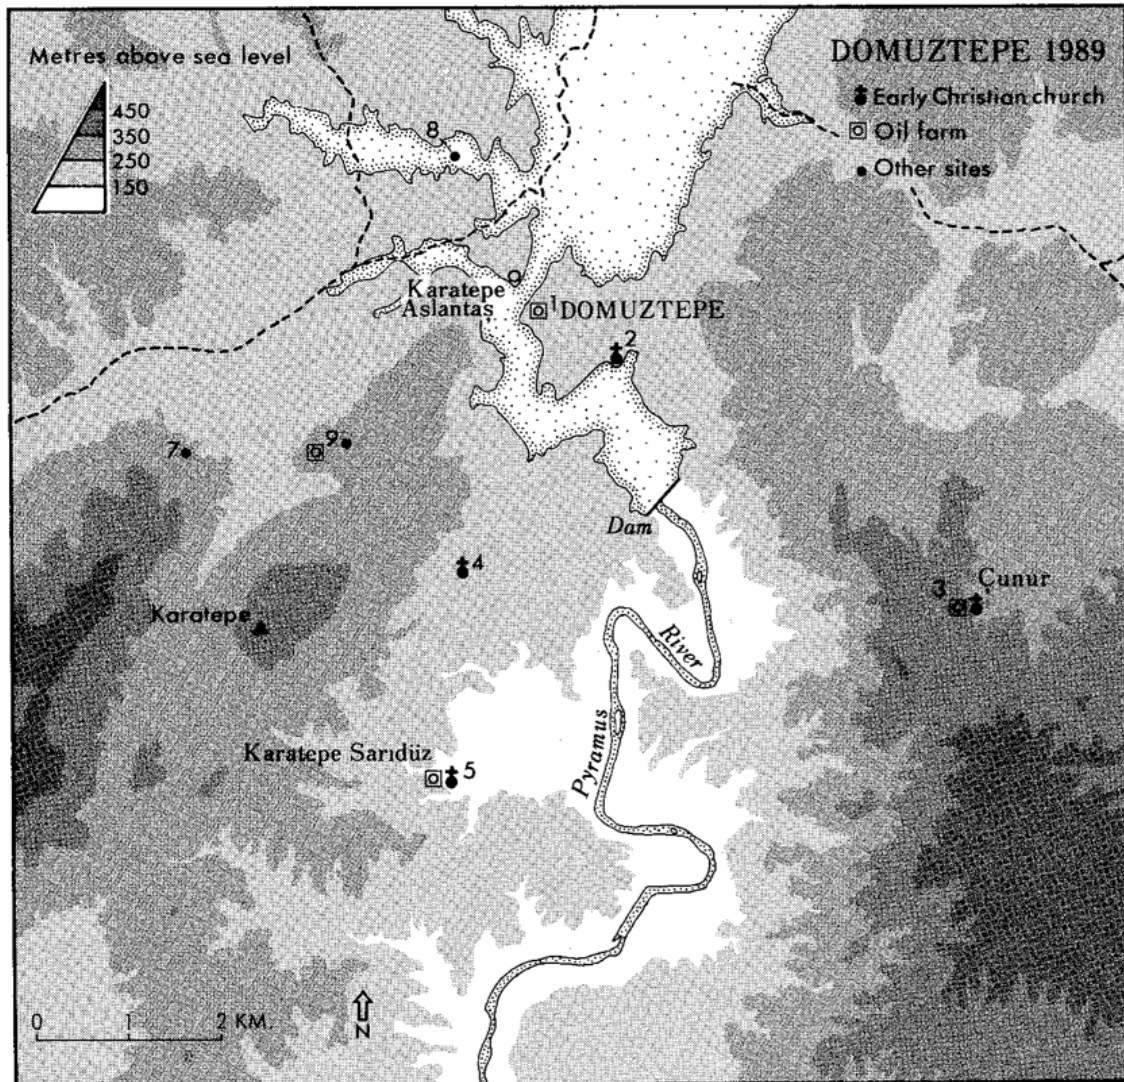 Metres above sea level
450
350
250
150
DOMUZTEPE 1989
Early Christian church
Oil farm
Other sites
8
Karatepe
Aslantaş
9
1 DOMUZTEPE
2
7
9
Dam
4
3
Çunur
Karatepe
River
Pyramus
Karatepe Sarıdüz
5
0 1 2 KM.
N